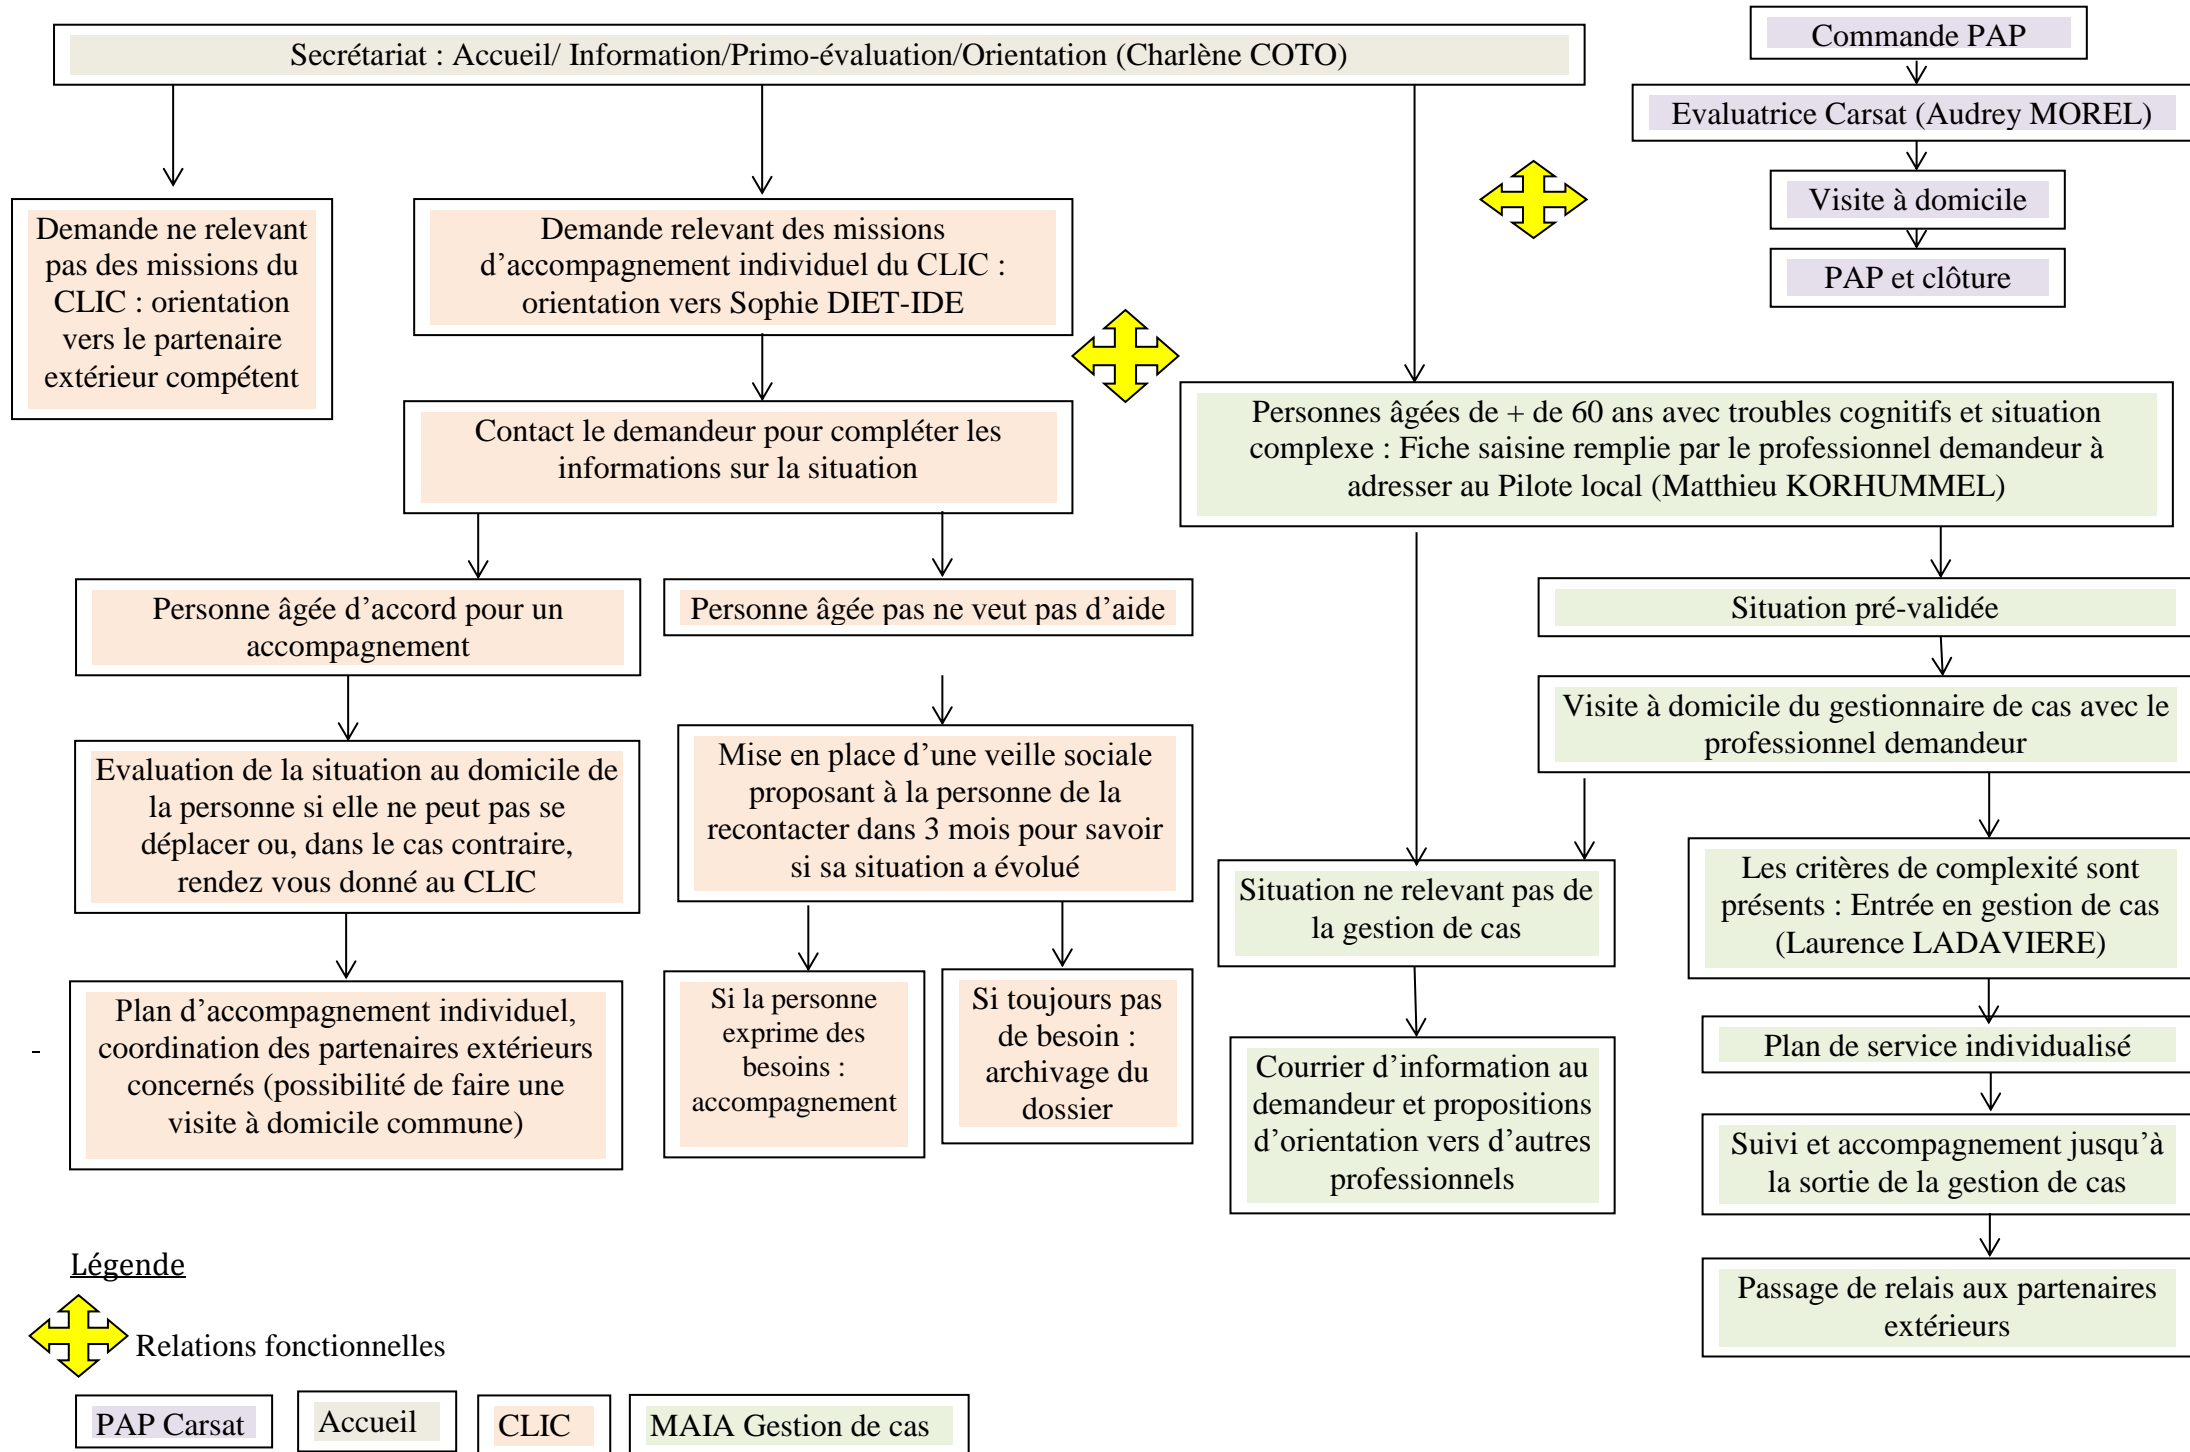 Secrétariat : Accueil/ Information/Primo-évaluation/Orientation (Charlène COTO)
Commande PAP
Evaluatrice Carsat (Audrey MOREL)
Visite à domicile
PAP et clôture
Demande ne relevant
pas des missions du
CLIC : orientation
vers le partenaire
extérieur compétent
Demande relevant des missions
d’accompagnement individuel du CLIC :
orientation vers Sophie DIET-IDE
Contact le demandeur pour compléter les
informations sur la situation
Personnes âgées de + de 60 ans avec troubles cognitifs et situation
complexe : Fiche saisine remplie par le professionnel demandeur à
adresser au Pilote local (Matthieu KORHUMMEL)
Personne âgée d’accord pour un
accompagnement
Personne âgée pas ne veut pas d’aide
Situation pré-validée
Visite à domicile du gestionnaire de cas avec le
professionnel demandeur
Evaluation de la situation au domicile de
la personne si elle ne peut pas se
déplacer ou, dans le cas contraire,
rendez vous donné au CLIC
Mise en place d’une veille sociale
proposant à la personne de la
recontacter dans 3 mois pour savoir
si sa situation a évolué
Situation ne relevant pas de
la gestion de cas
Les critères de complexité sont
présents : Entrée en gestion de cas
(Laurence LADAVIERE)
Plan d’accompagnement individuel,
coordination des partenaires extérieurs
concernés (possibilité de faire une
visite à domicile commune)
-
Si la personne
exprime des
besoins :
accompagnement
Si toujours pas
de besoin :
archivage du
dossier
Courrier d’information au
demandeur et propositions
d’orientation vers d’autres
professionnels
Plan de service individualisé
Suivi et accompagnement jusqu’à
la sortie de la gestion de cas
Passage de relais aux partenaires
extérieurs
Légende
Relations fonctionnelles
PAP Carsat
Accueil
CLIC
MAIA Gestion de cas